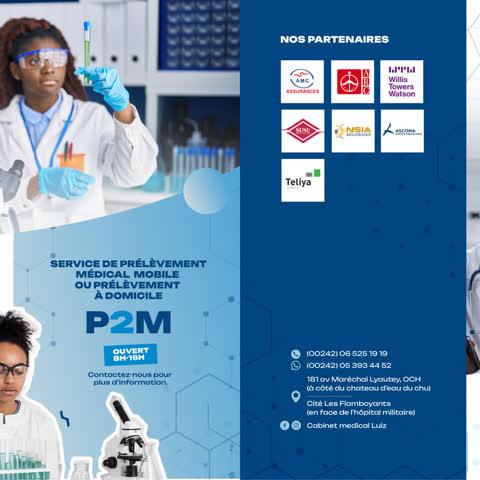 SERVICE DE PRÉLÈVEMENT
MÉDICAL MOBILE
OU PRÉLÈVEMENT
À DOMICILE
P2M
OUVERT
8H-16H
Contactez-nous pour
plus d'information.
NOS PARTENAIRES
AMC
ASSURANCES
ARC
Willis
Towers
Watson
SUNU
NSIA
ASSURANCES
ASCOMA
Teliya
(00242) 06 525 19 19
(00242) 05 393 44 52
181 av Maréchal Lyautey, OCH
(à côté du chateau d'eau du chu)
Cité Les Flamboyants
(en face de l'hôpital militaire)
Cabinet medical Luiz